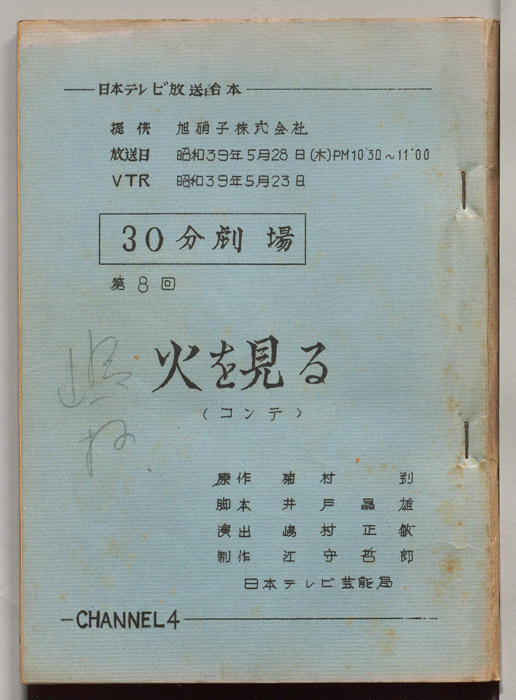 日本テレビ放送台本
提供 旭硝子株式会社
放送日 昭和39年5月28日(木)PM10:30~11:00
VTR 昭和39年5月23日
30分劇場
第8回
火を見る
(コンテ)
原作 菊村到
脚本 井戸晶雄
演出 嶋村正敏
制作 江守哲郎
日本テレビ芸能局
CHANNEL4